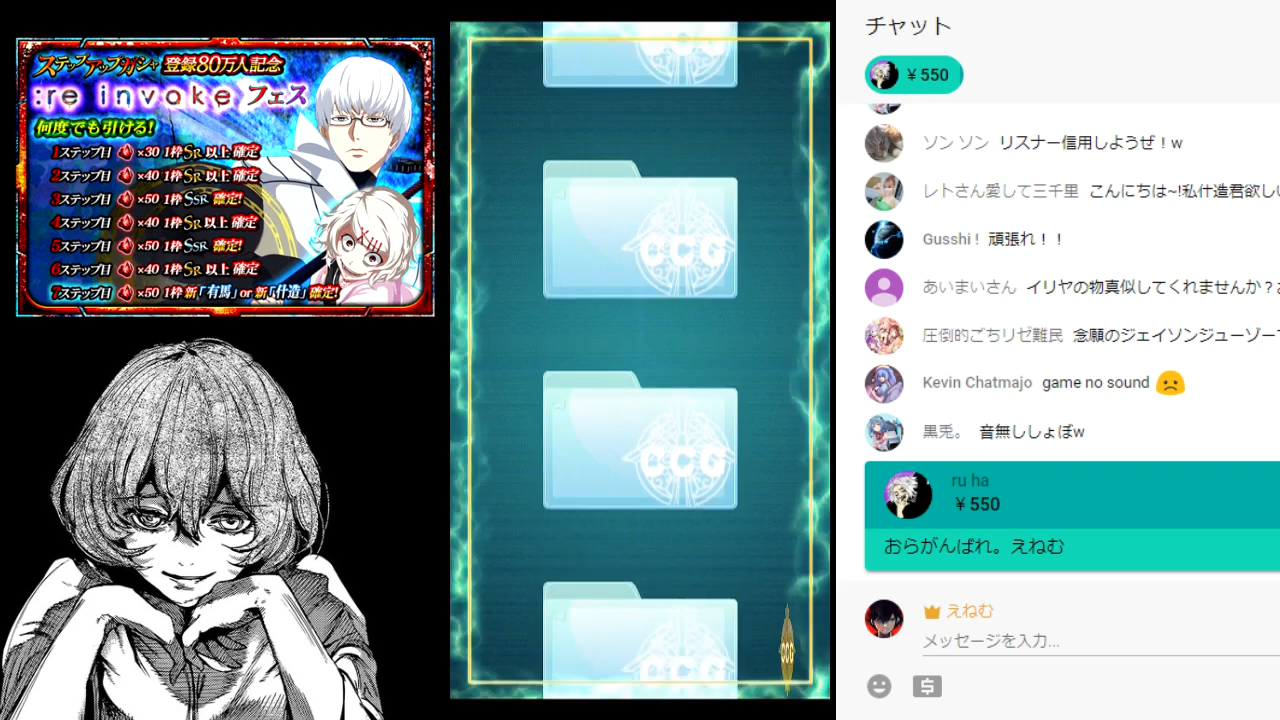 ステップアップガシャ 登録80万人記念
:re invoke フェス
何度でも引ける!
1ステップ目 ×30 1枠SR以上確定
2ステップ目 ×40 1枠SR以上確定
3ステップ目 ×50 1枠SSR確定!
4ステップ目 ×40 1枠SR以上確定
5ステップ目 ×50 1枠SSR確定!
6ステップ目 ×40 1枠SR以上確定
7ステップ目 ×50 1枠新「有馬」or 新「什造」確定!
CCG
CCG
CCG
CCG
CCG
チャット
¥ 550
ソン ソン リスナー信用しようぜ！w
レトさん愛して三千里 こんにちは~!私什造君欲しい
Gusshi ! 頑張れ！！
あいまいさん イリヤの物真似してくれませんか？
圧倒的ごちリゼ難民 念願のジェイソンジューゾー
Kevin Chatmajo game no sound
黒兎。 音無ししょぼw
ru ha
¥ 550
おらがんばれ。えねむ
えねむ
メッセージを入力...